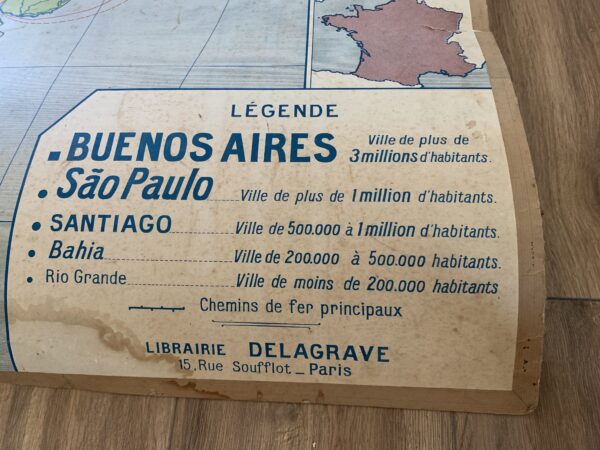 LÉGENDE
BUENOS AIRES Ville de plus de 3 millions d'habitants.
São Paulo Ville de plus de 1 million d'habitants.
SANTIAGO Ville de 500.000 à 1 million d'habitants.
Bahia Ville de 200.000 à 500.000 habitants.
Rio Grande Ville de moins de 200.000 habitants
Chemins de fer principaux
LIBRAIRIE DELAGRAVE
15, Rue Soufflot _ Paris